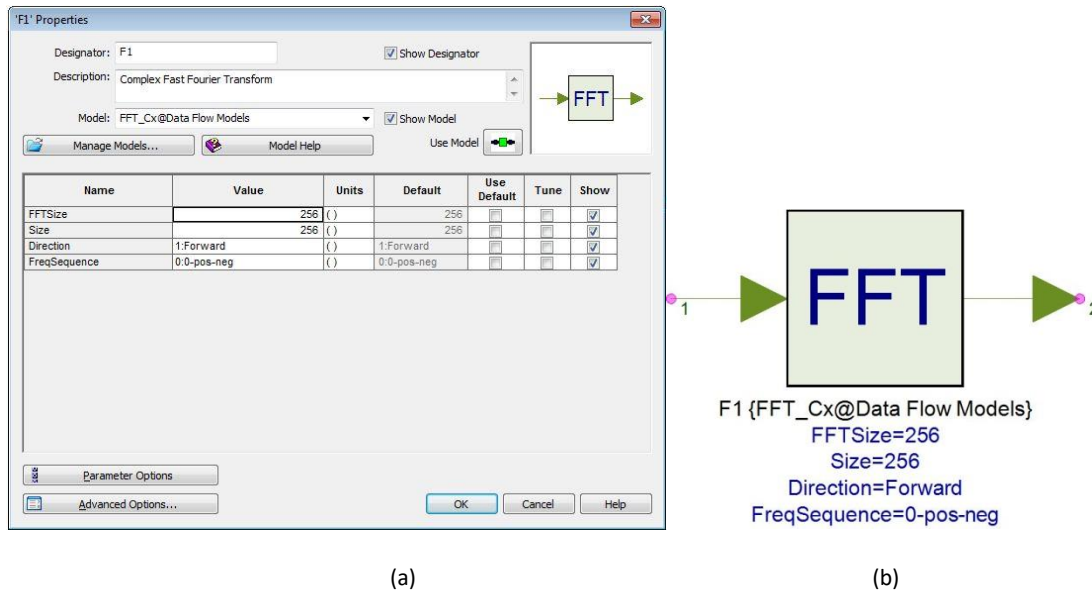 'F1' Properties
Designator: F1
Show Designator
Description: Complex Fast Fourier Transform
Model: FFT_Cx@Data Flow Models
Show Model
Manage Models...
Model Help
Use Model
FFT
Name Value Units Default Use Default Tune Show
FFTSize 256 ( ) 256
Size 256 ( ) 256
Direction 1:Forward ( ) 1:Forward
FreqSequence 0:0-pos-neg ( ) 0:0-pos-neg
Parameter Options
Advanced Options...
OK Cancel Help
1
FFT
2
F1 {FFT_Cx@Data Flow Models}
FFTSize=256
Size=256
Direction=Forward
FreqSequence=0-pos-neg
(a)
(b)